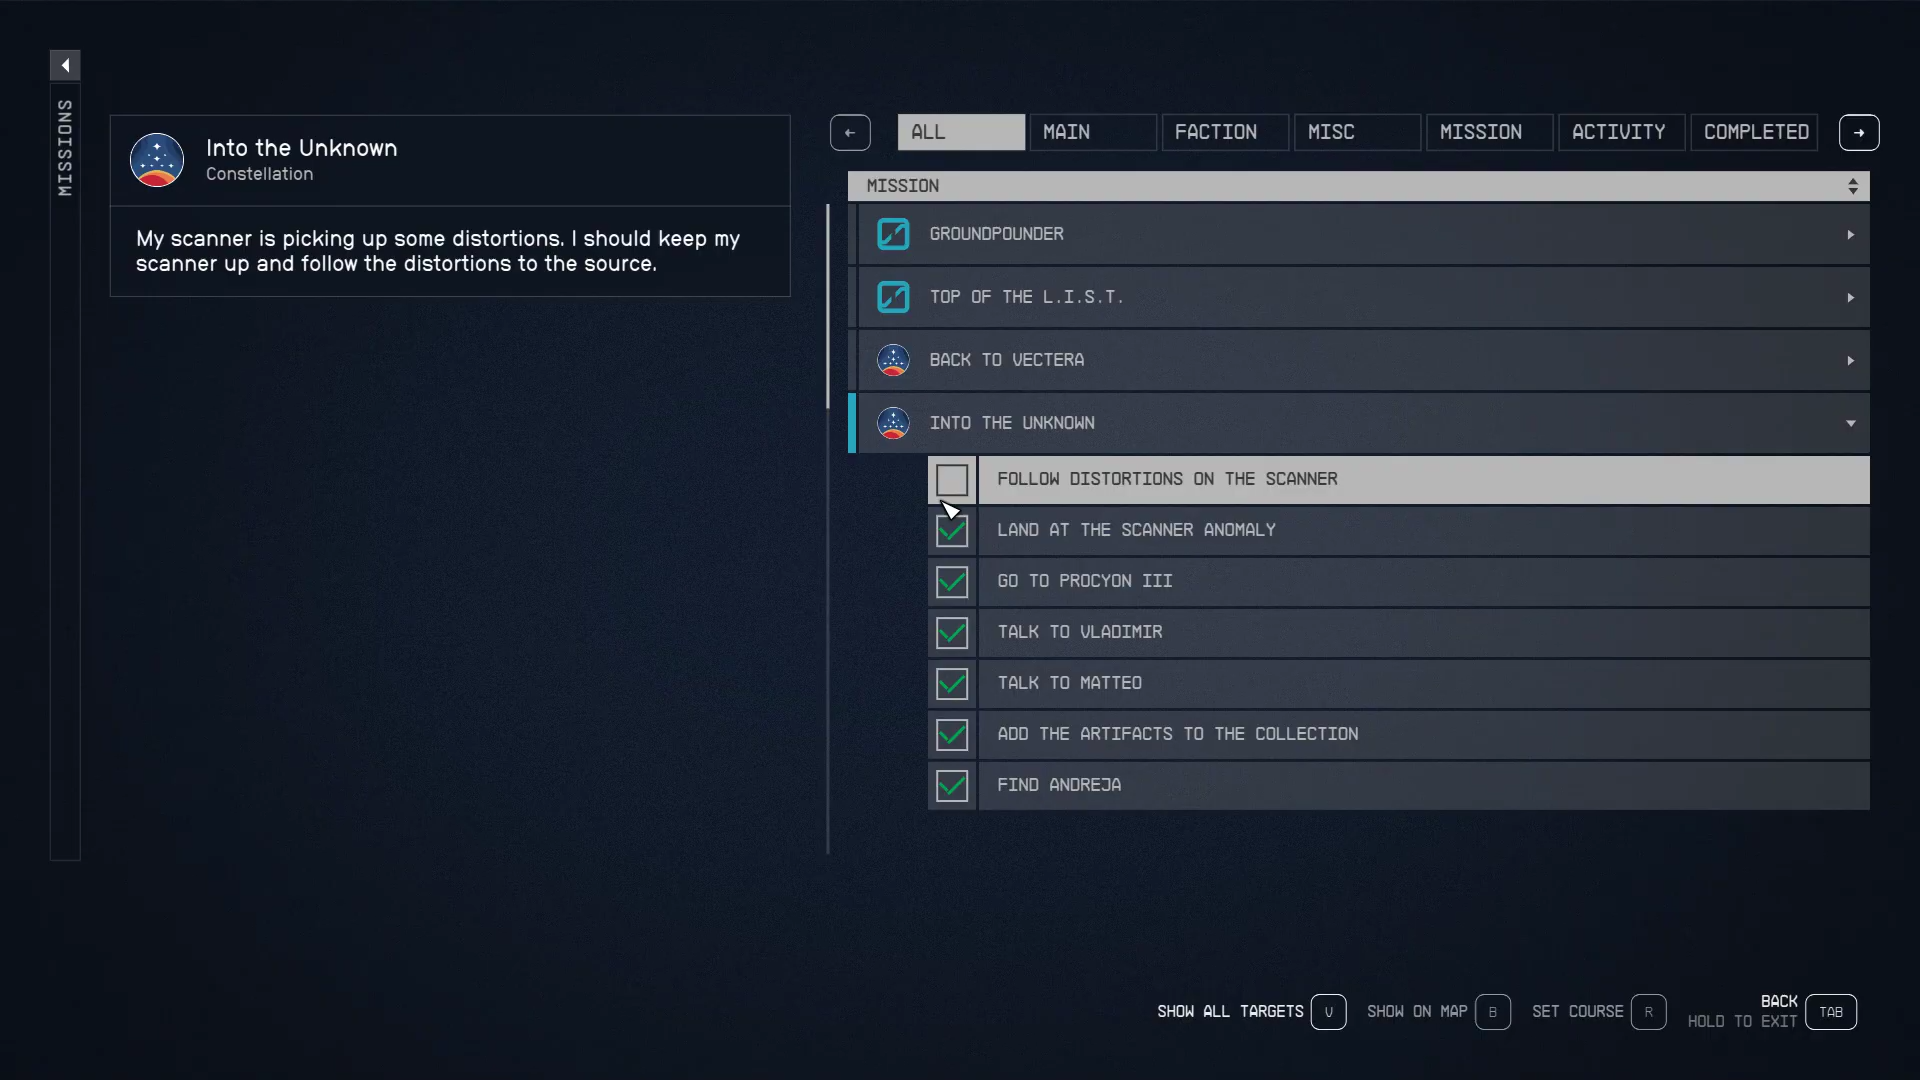 MISSIONS
Into the Unknown
Constellation
My scanner is picking up some distortions. I should keep my
scanner up and follow the distortions to the source.
ALL MAIN FACTION MISC MISSION ACTIVITY COMPLETED
MISSION
GROUNDPOUNDER
TOP OF THE L.I.S.T.
BACK TO VECTERA
INTO THE UNKNOWN
FOLLOW DISTORTIONS ON THE SCANNER
LAND AT THE SCANNER ANOMALY
GO TO PROCYON III
TALK TO VLADIMIR
TALK TO MATTEO
ADD THE ARTIFACTS TO THE COLLECTION
FIND ANDREJA
SHOW ALL TARGETS V SHOW ON MAP B SET COURSE R BACK TAB
HOLD TO EXIT